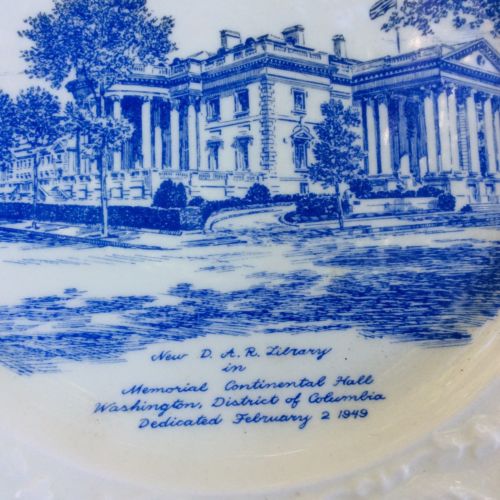 New D. A. R. Library
in
Memorial Continental Hall
Washington, District of Columbia
Dedicated February 2 1949